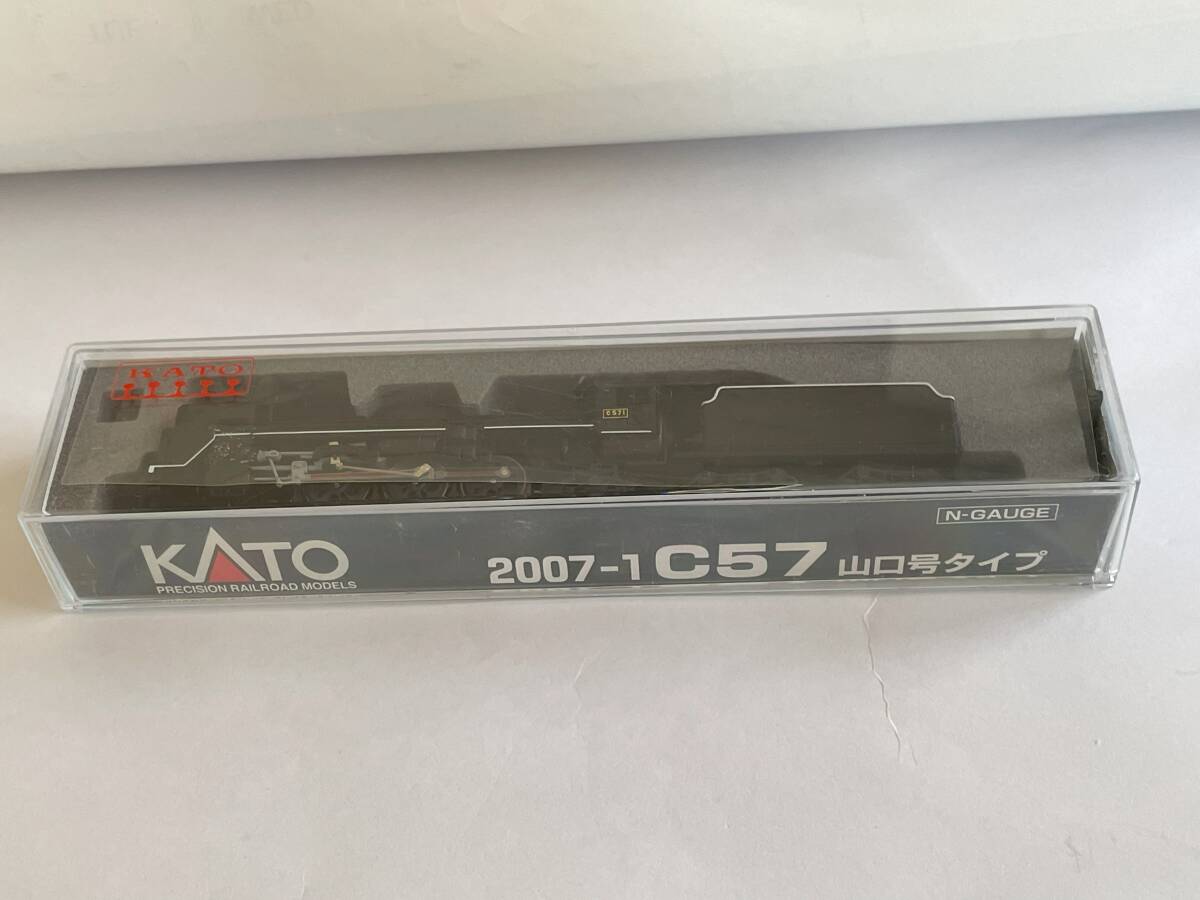 KATO
C571
N-GAUGE
KATO
PRECISION RAILROAD MODELS
2007-1 C57 山口号タイプ